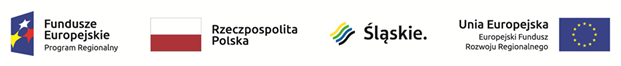 Fundusze
Europejskie
Program Regionalny
Rzeczpospolita
Polska
Śląskie.
Unia Europejska
Europejski Fundusz
Rozwoju Regionalnego